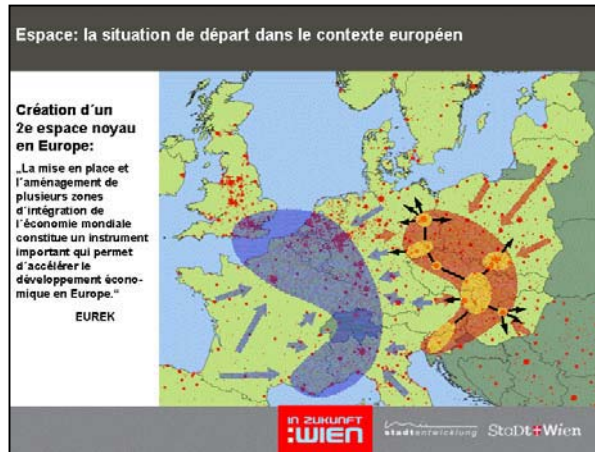 Espace: la situation de départ dans le contexte européen
Création d´un
2e espace noyau
en Europe:
„La mise en place et
l´aménagement de
plusieurs zones
d´intégration de
l´économie mondiale
constitue un instrument
important qui permet
d´accélérer le
développement écono-
mique en Europe.“
EUREK
IN ZUKUNFT
:WIEN
stadtentwicklung
StaDt Wien